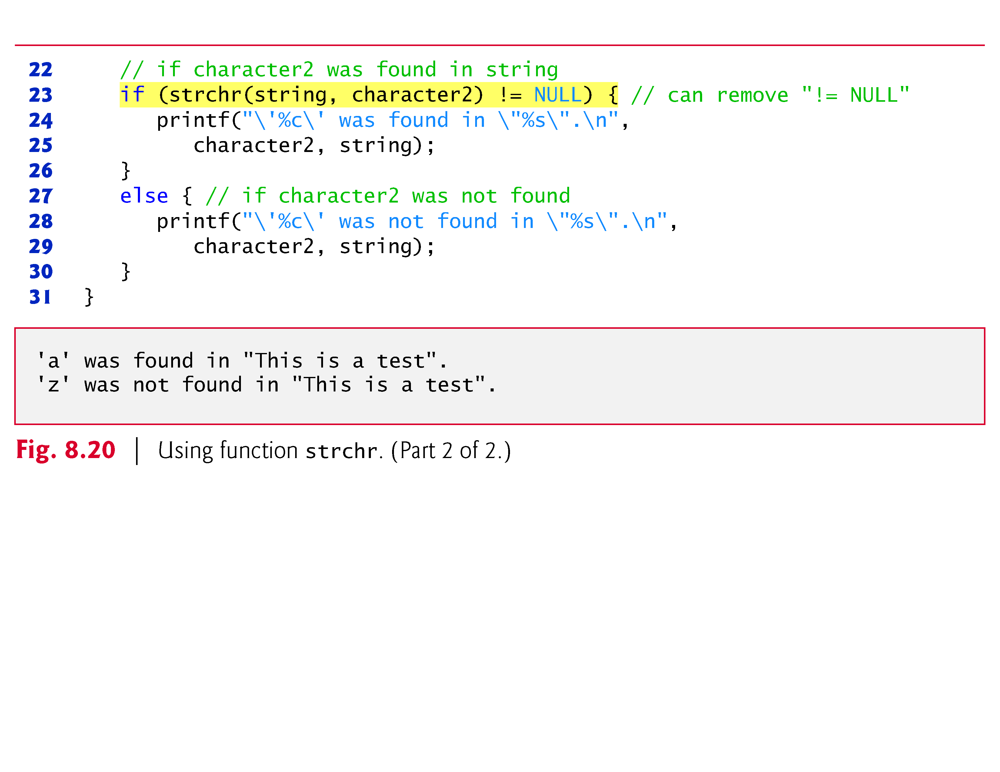 22 // if character2 was found in string
23 if (strchr(string, character2) != NULL) { // can remove "!= NULL"
24 printf("\'%c\' was found in \"%s\".\n",
25 character2, string);
26 }
27 else { // if character2 was not found
28 printf("\'%c\' was not found in \"%s\".\n",
29 character2, string);
30 }
31 }
'a' was found in "This is a test".
'z' was not found in "This is a test".
Fig. 8.20 | Using function strchr. (Part 2 of 2.)